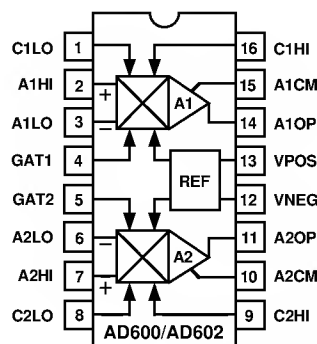 C1LO 1 16 C1HI
A1HI 2 + A1 15 A1CM
A1LO 3 − 14 A1OP
GAT1 4 13 VPOS
REF
GAT2 5 12 VNEG
A2LO 6 − 11 A2OP
A2
A2HI 7 + 10 A2CM
C2LO 8 9 C2HI
AD600/AD602